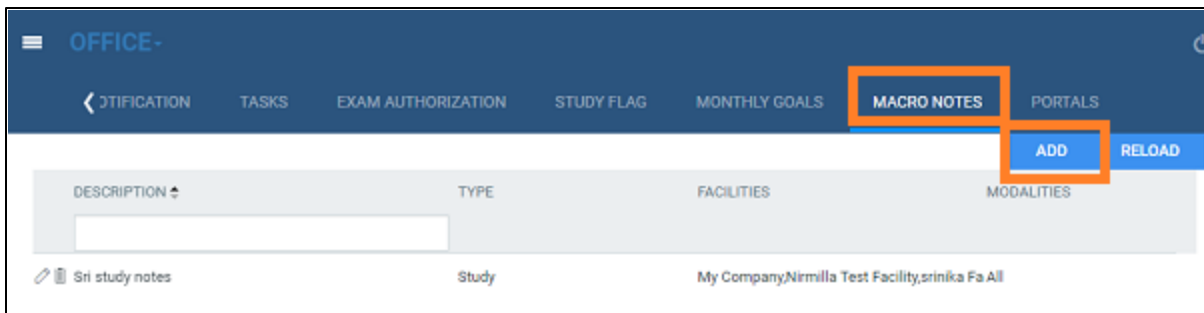 OFFICE
OTIFICATION TASKS EXAM AUTHORIZATION STUDY FLAG MONTHLY GOALS MACRO NOTES PORTALS
ADD RELOAD
DESCRIPTION TYPE FACILITIES MODALITIES
Sri study notes Study My Company,Nirmilla Test Facility,srinika Fa All